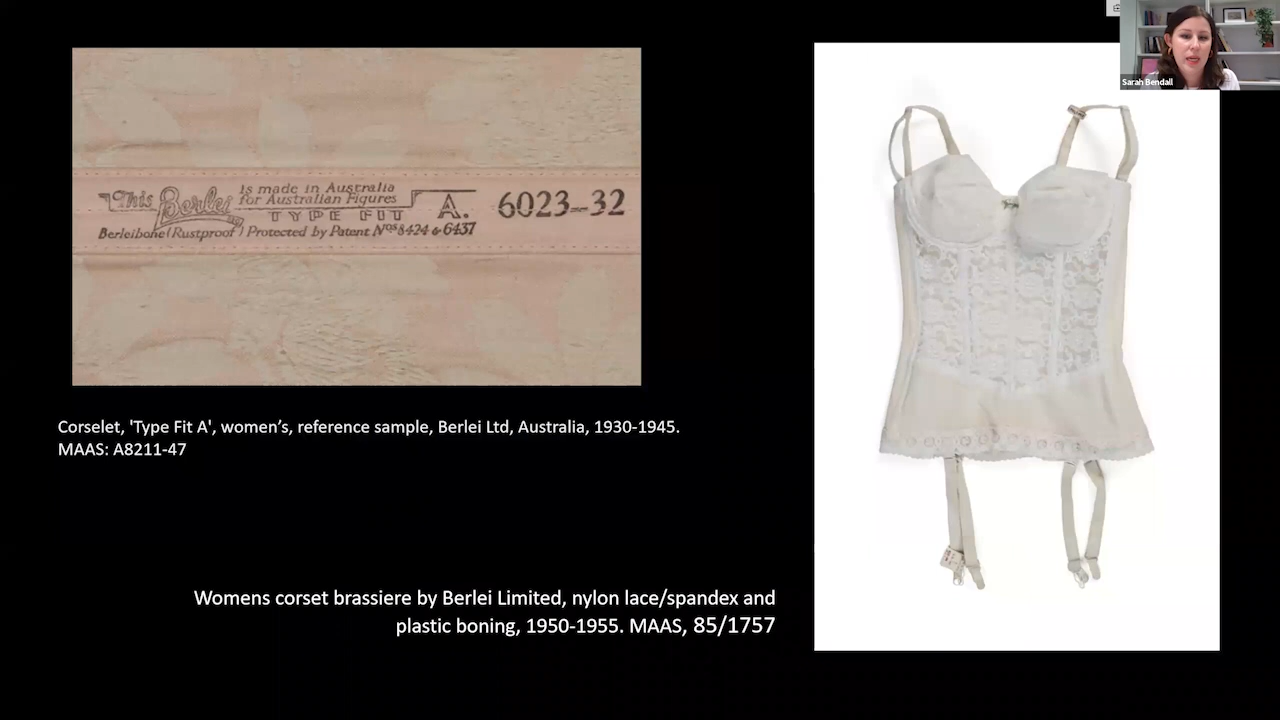 Sarah Bendall
This Berlei is made in Australia
for Australian Figures
TYPE FIT A. 6023-32
Berleibone (Rustproof) Protected by Patent Nos 8424 & 6437
Corselet, 'Type Fit A', women’s, reference sample, Berlei Ltd, Australia, 1930-1945.
MAAS: A8211-47
Womens corset brassiere by Berlei Limited, nylon lace/spandex and
plastic boning, 1950-1955. MAAS, 85/1757